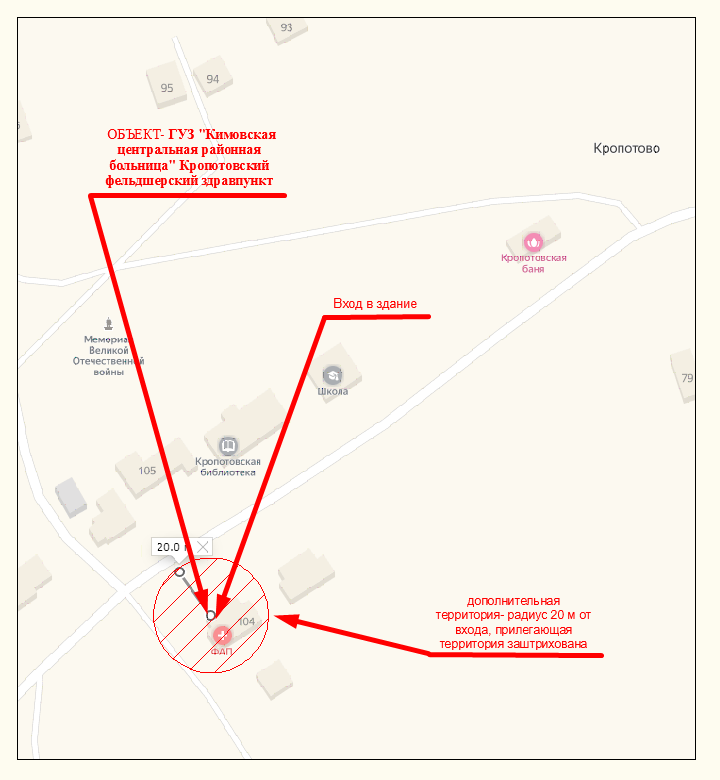 93
95
94
ОБЪЕКТ- ГУЗ "Кимовская
центральная районная
больница" Кропотовский
фельдшерский здравпункт
Кропотово
Кропотовская
баня
Вход в здание
Мемориал
Великой
Отечественной
войны
79
Школа
105
Кропотовская
библиотека
20.0
104
ФАП
дополнительная
территория- радиус 20 м от
входа, прилегающая
территория заштрихована